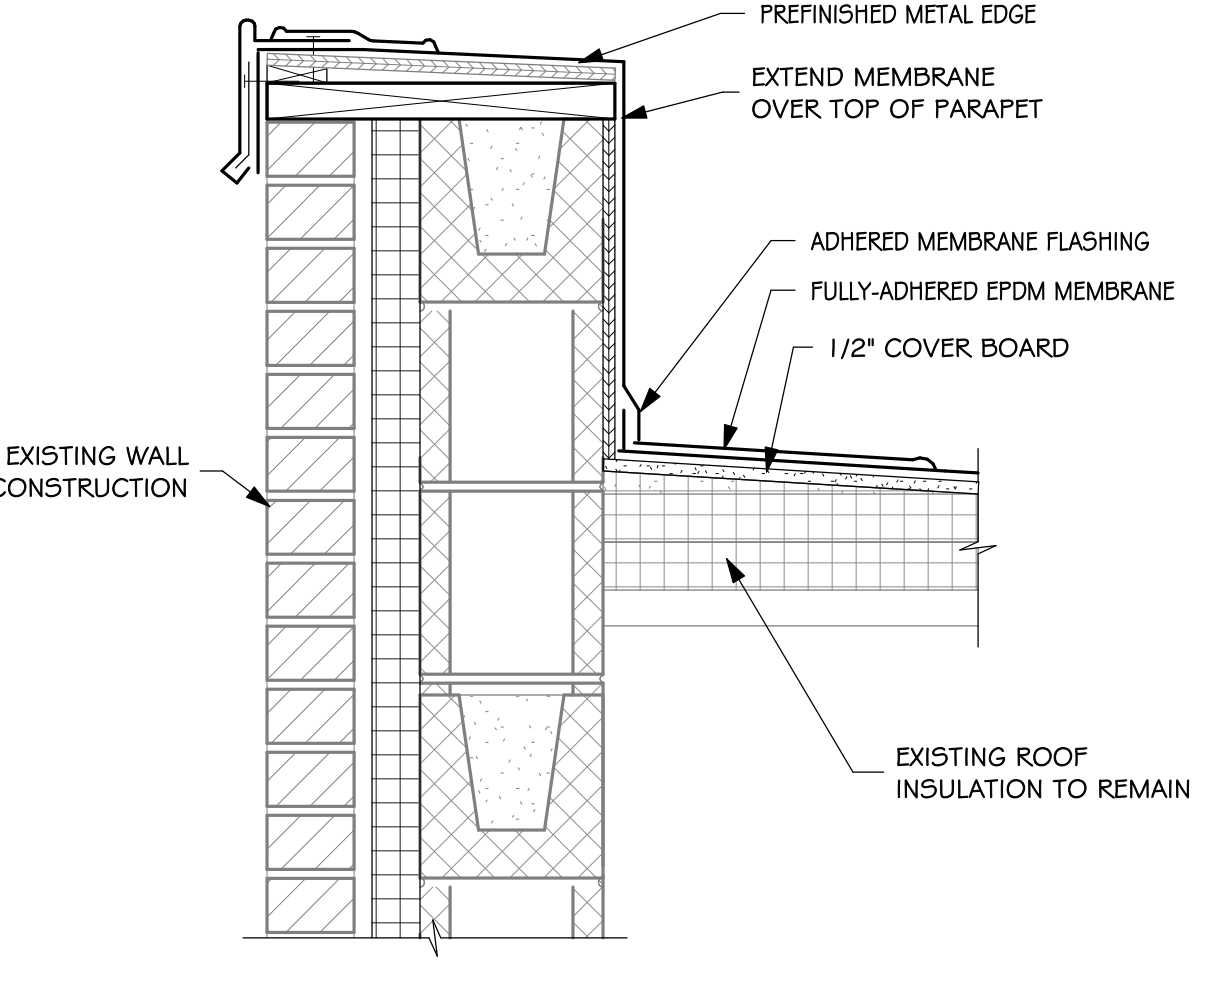 PREFINISHED METAL EDGE
EXTEND MEMBRANE
OVER TOP OF PARAPET
ADHERED MEMBRANE FLASHING
FULLY-ADHERED EPDM MEMBRANE
1/2" COVER BOARD
EXISTING WALL
CONSTRUCTION
EXISTING ROOF
INSULATION TO REMAIN